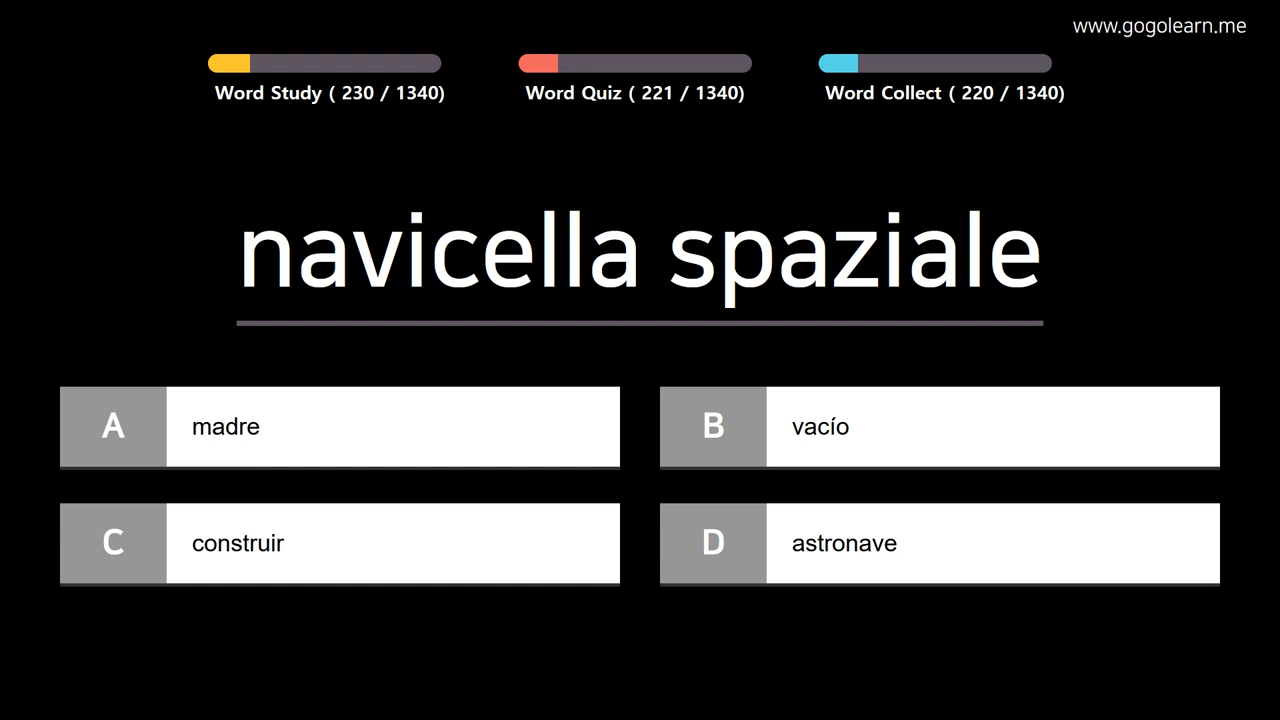 www.gogolearn.me
Word Study ( 230 / 1340)
Word Quiz ( 221 / 1340)
Word Collect ( 220 / 1340)
navicella spaziale
A madre
B vacío
C construir
D astronave